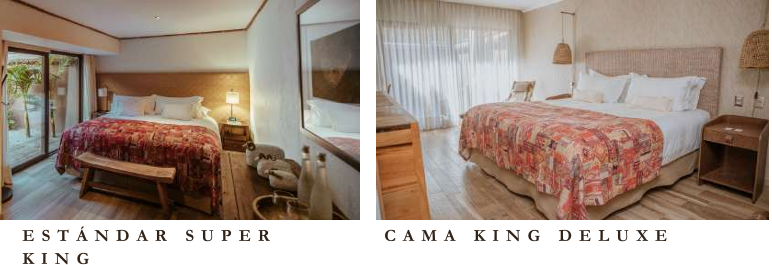 ESTÁNDAR SUPER
KING
CAMA KING DELUXE